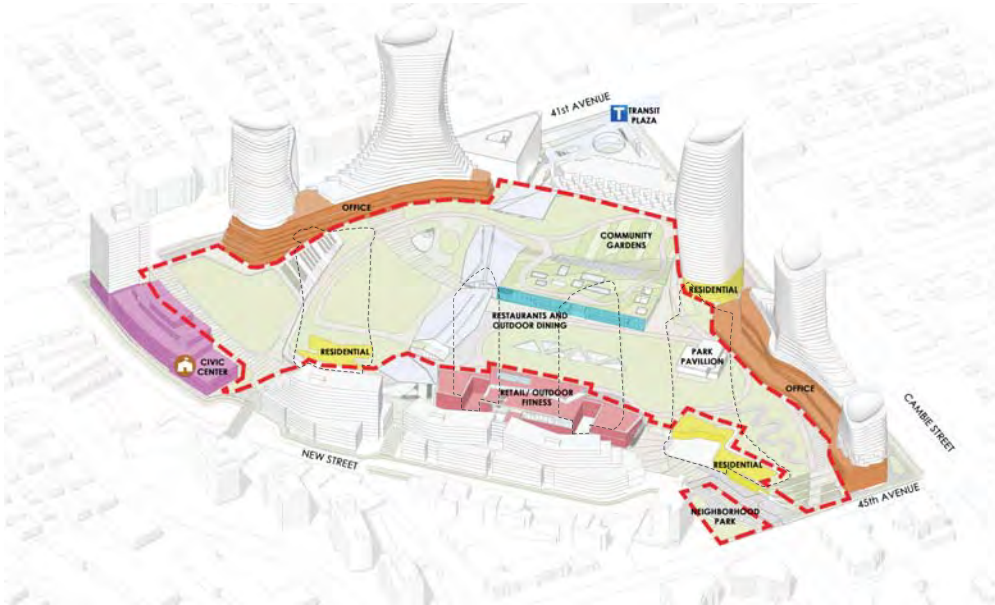 41st AVENUE
T
TRANSIT
PLAZA
OFFICE
COMMUNITY
GARDENS
RESIDENTIAL
RESTAURANTS AND
OUTDOOR DINING
RESIDENTIAL
PARK
PAVILLION
CIVIC
CENTER
OFFICE
RETAIL/ OUTDOOR
FITNESS
CAMBIE STREET
NEW STREET
RESIDENTIAL
45th AVENUE
NEIGHBORHOOD
PARK